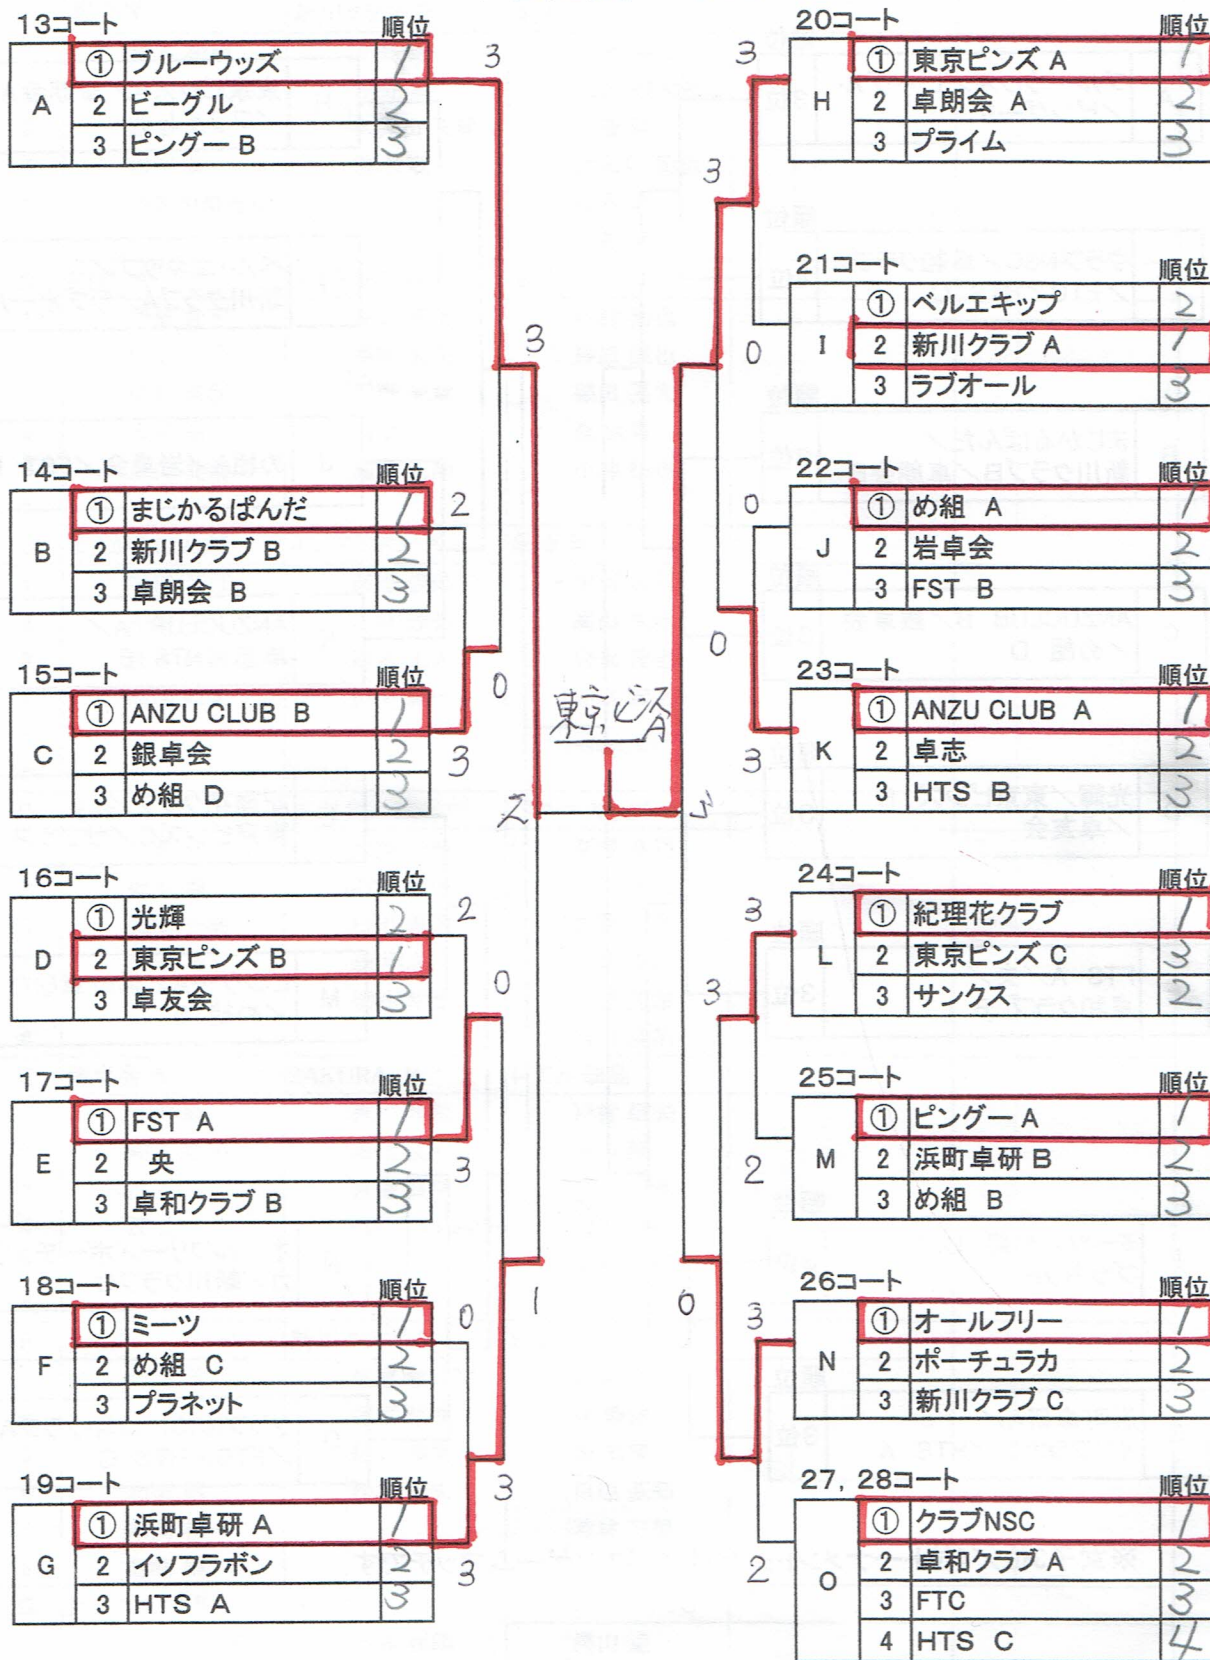 13コート 順位
A ① ブルーウッズ 1
2 ビーグル 2
3 ピングー B 3
14コート 順位
B ① まじかるぱんだ 1
2 新川クラブ B 2
3 卓朗会 B 3
15コート 順位
C ① ANZU CLUB B 1
2 銀卓会 2
3 め組 D 3
16コート 順位
D ① 光輝 2
2 東京ピンズ B 1
3 卓友会 3
17コート 順位
E ① FST A 1
2 央 2
3 卓和クラブ B 3
18コート 順位
F ① ミーツ 1
2 め組 C 2
3 プラネット 3
19コート 順位
G ① 浜町卓研 A 1
2 イソフラボン 2
3 HTS A 3
3
2
3
0
3
2
3
0
0
3
3
1
2
東京ピンズ A
3
20コート 順位
H ① 東京ピンズ A 1
2 卓朗会 A 2
3 プライム 3
21コート 順位
I ① ベルエキップ 2
2 新川クラブ A 1
3 ラブオール 3
22コート 順位
J ① め組 A 1
2 岩卓会 2
3 FST B 3
23コート 順位
K ① ANZU CLUB A 1
2 卓志 2
3 HTS B 3
24コート 順位
L ① 紀理花クラブ 1
2 東京ピンズ C 3
3 サンクス 2
25コート 順位
M ① ピングー A 1
2 浜町卓研 B 2
3 め組 B 3
26コート 順位
N ① オールフリー 1
2 ポーチュラカ 2
3 新川クラブ C 3
27, 28コート 順位
O ① クラブNSC 1
2 卓和クラブ A 2
3 FTC 3
4 HTS C 4
3
3
0
0
0
3
3
3
2
0
3
2